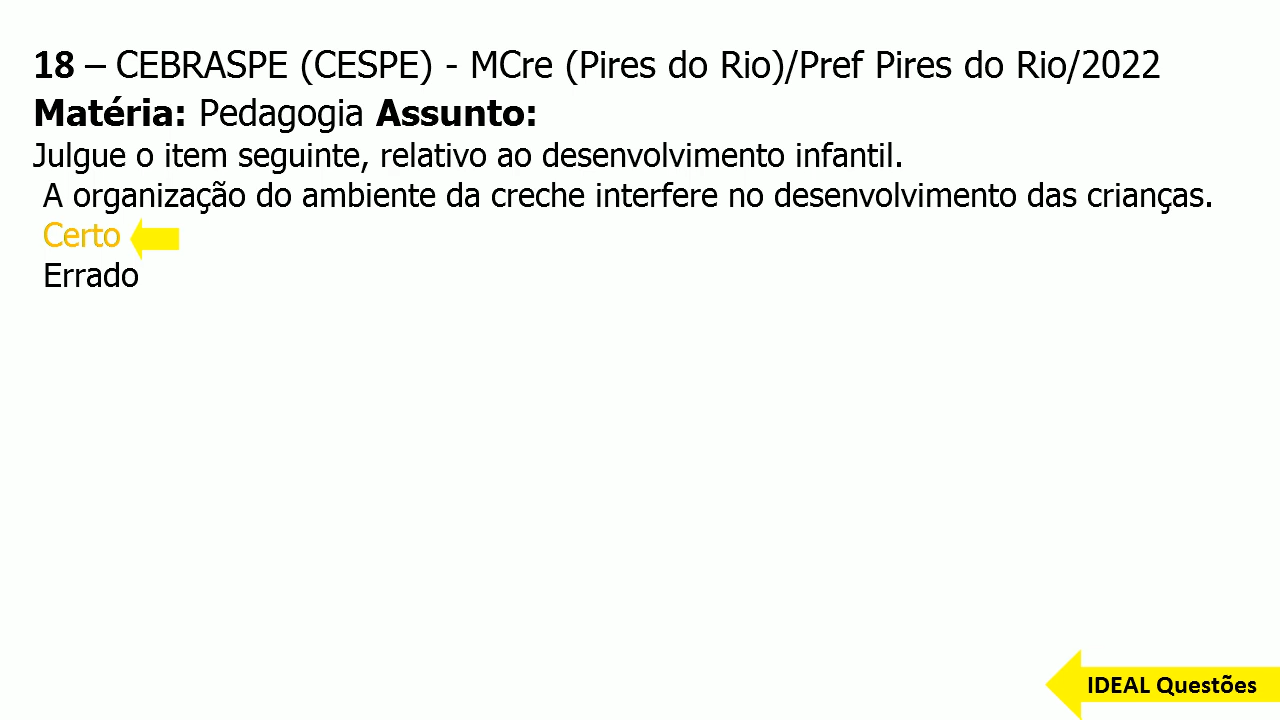 18 – CEBRASPE (CESPE) - MCre (Pires do Rio)/Pref Pires do Rio/2022
Matéria: Pedagogia Assunto:
Julgue o item seguinte, relativo ao desenvolvimento infantil.
A organização do ambiente da creche interfere no desenvolvimento das crianças.
Certo
Errado
IDEAL Questões